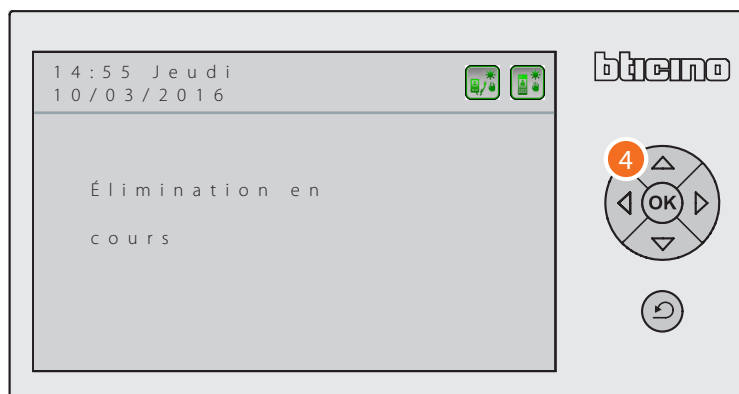 14:55 Jeudi
10/03/2016
bticino
4
OK
Élimination en
cours